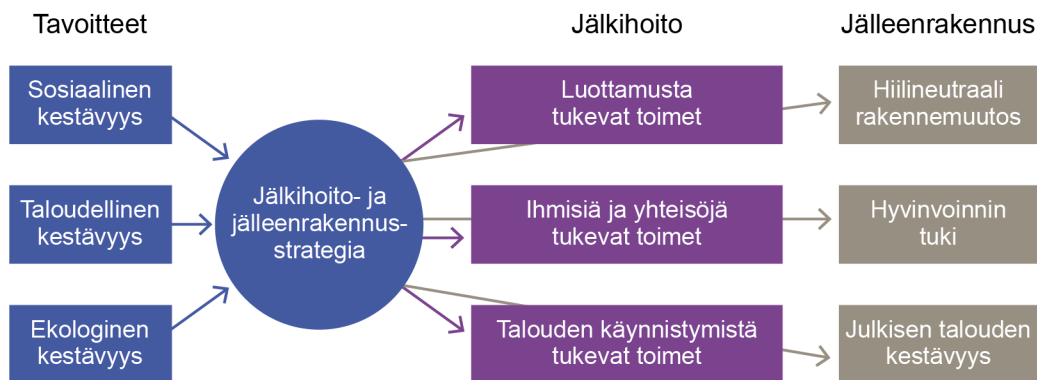 Tavoitteet
Jälkihoito
Jälleenrakennus
Sosiaalinen
kestävyys
Taloudellinen
kestävyys
Ekologinen
kestävyys
Jälkihoito- ja
jälleenrakennus-
strategia
Luottamusta
tukevat toimet
Ihmisiä ja yhteisöjä
tukevat toimet
Talouden käynnistymistä
tukevat toimet
Hiilineutraali
rakennemuutos
Hyvinvoinnin
tuki
Julkisen talouden
kestävyys